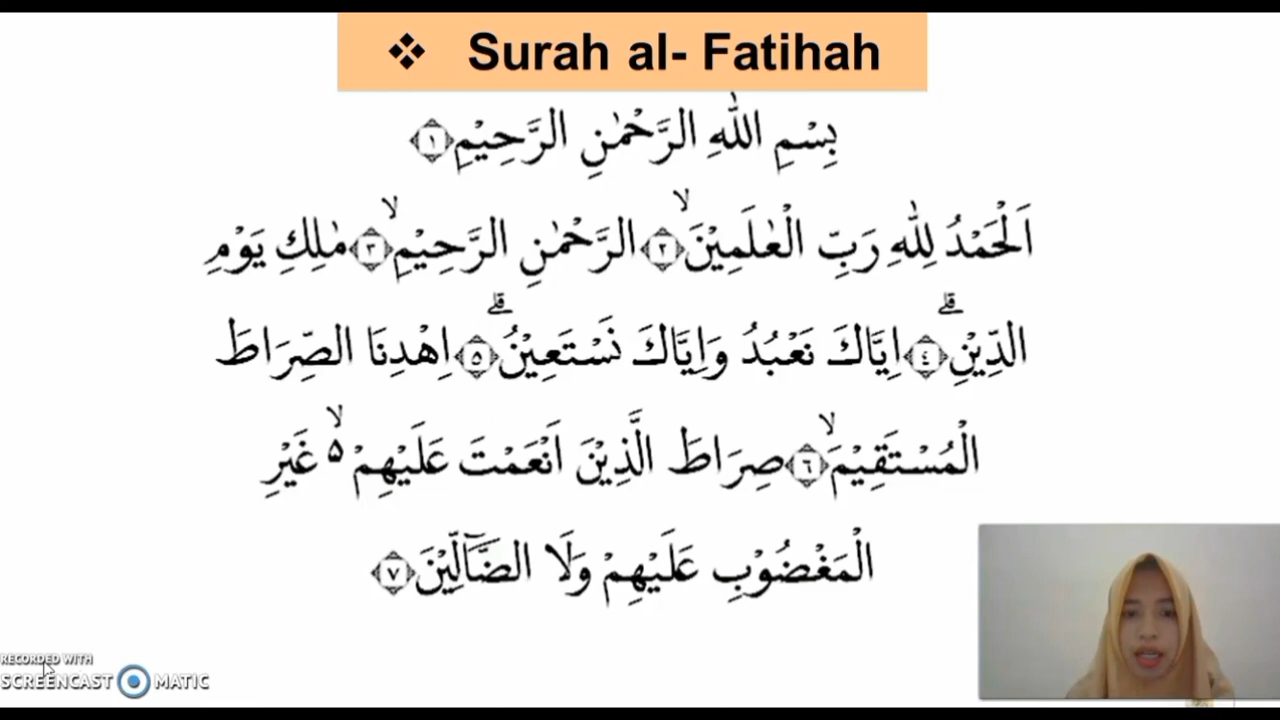 ❖ Surah al- Fatihah
بِسْمِ اللّٰهِ الرَّحْمٰنِ الرَّحِيْمِ ١
اَلْحَمْدُ لِلّٰهِ رَبِّ الْعٰلَمِيْنَۙ ٢ الرَّحْمٰنِ الرَّحِيْمِۙ ٣ مٰلِكِ يَوْمِ
الدِّيْنِۗ ٤ اِيَّاكَ نَعْبُدُ وَاِيَّاكَ نَسْتَعِيْنُۗ ٥ اِهْدِنَا الصِّرَاطَ
الْمُسْتَقِيْمَۙ ٦ صِرَاطَ الَّذِيْنَ اَنْعَمْتَ عَلَيْهِمْ ۙ۵ غَيْرِ
الْمَغْضُوْبِ عَلَيْهِمْ وَلَا الضَّاۤلِّيْنَ ٧
RECORDED WITH
SCREENCAST MATIC